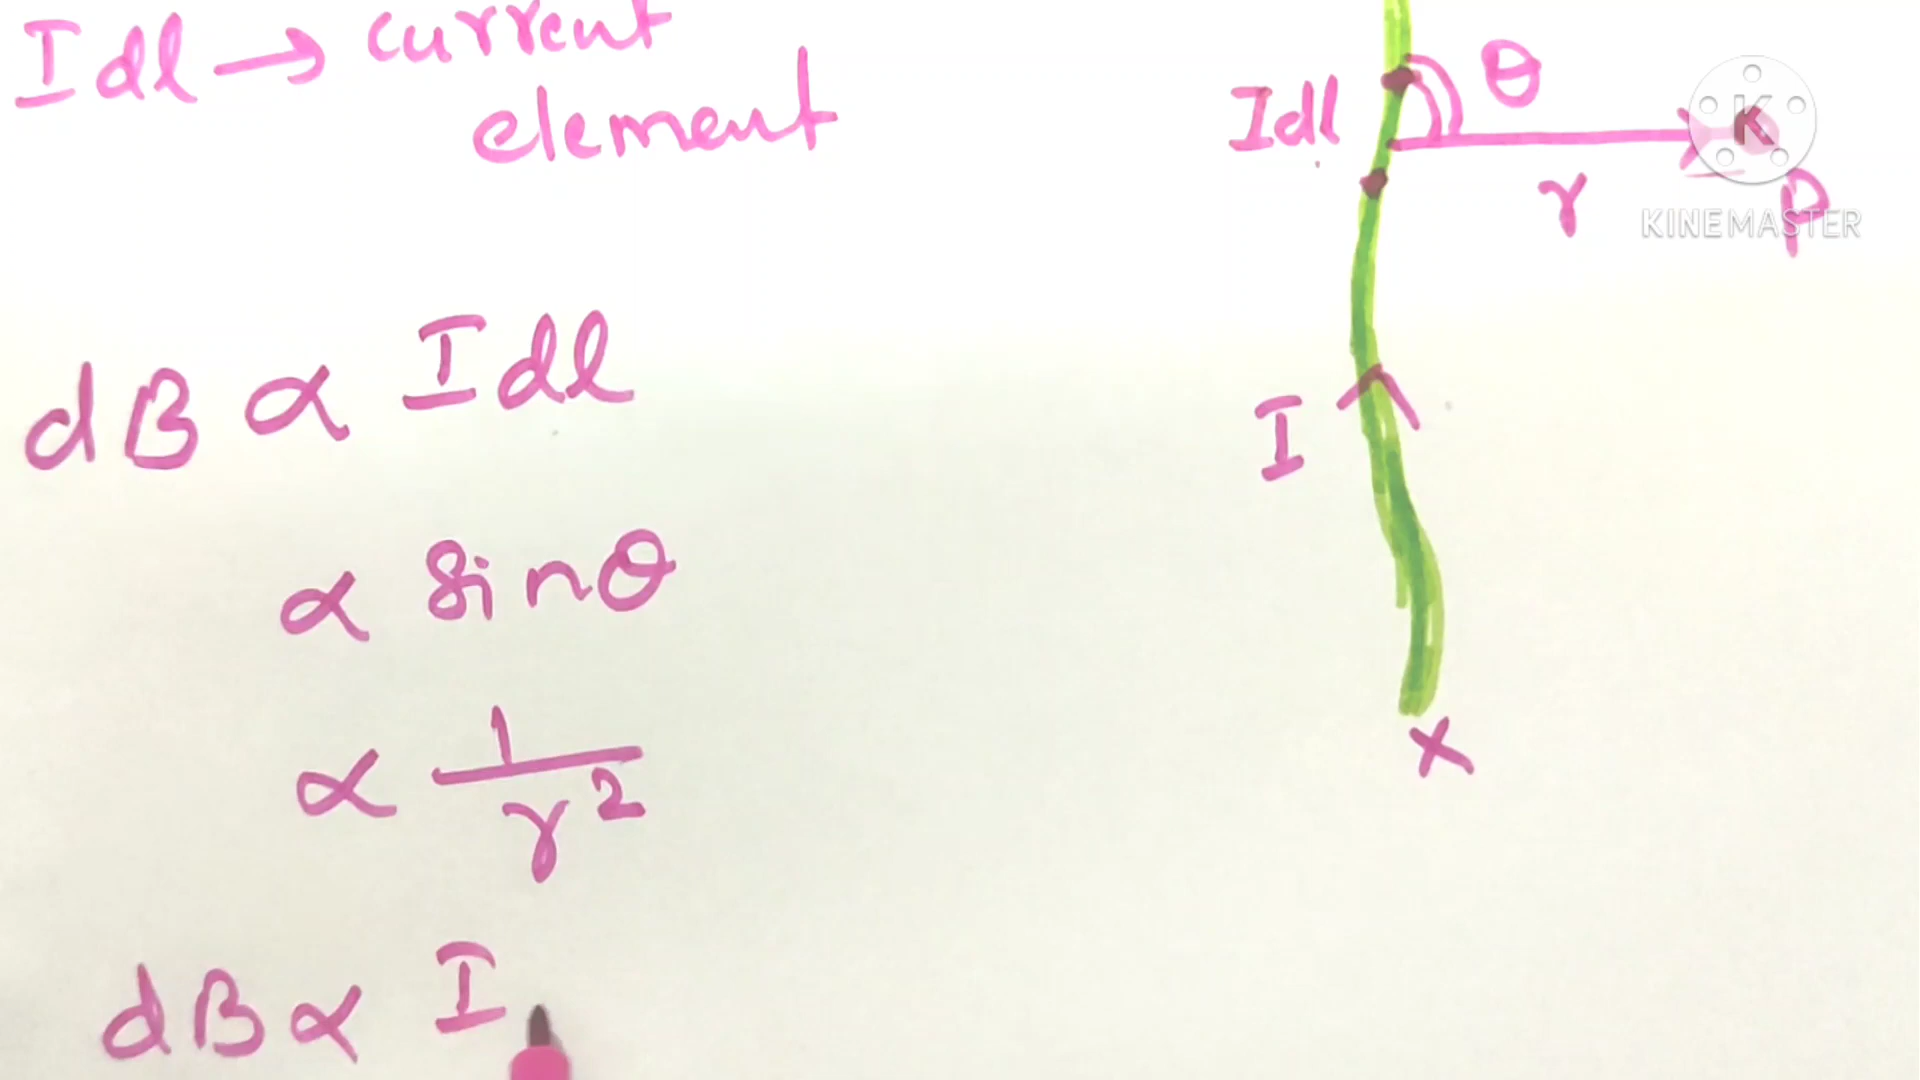 Idl → current
element
dB ∝ Idl
∝ sinθ
∝ 1/r²
dB ∝ I
Idl
θ
r
P
I
X
K
KINEMASTER